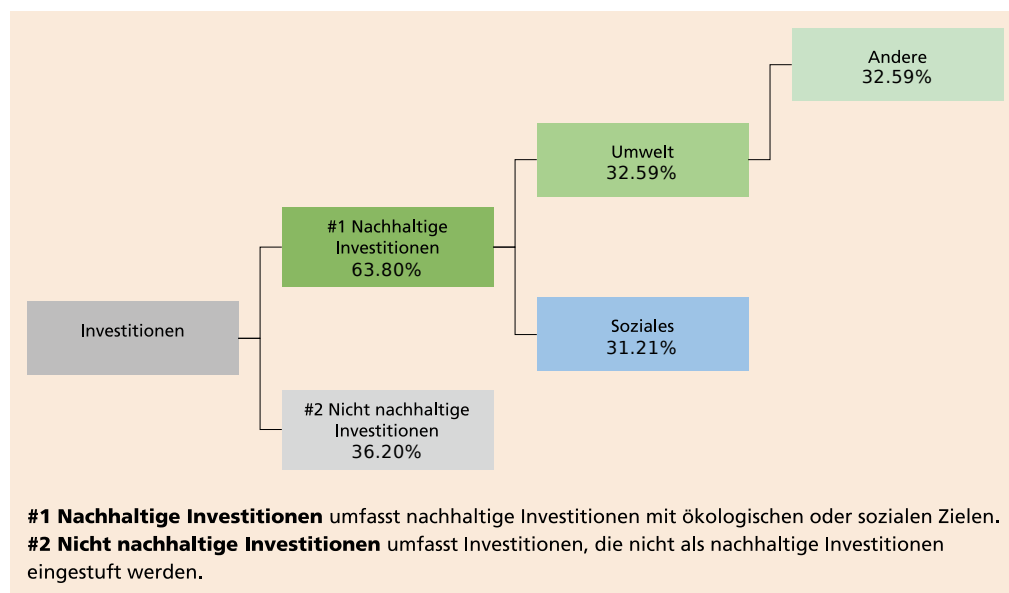 Andere
32.59%
Umwelt
32.59%
#1 Nachhaltige
Investitionen
63.80%
Investitionen
Soziales
31.21%
#2 Nicht nachhaltige
Investitionen
36.20%
#1 Nachhaltige Investitionen umfasst nachhaltige Investitionen mit ökologischen oder sozialen Zielen.
#2 Nicht nachhaltige Investitionen umfasst Investitionen, die nicht als nachhaltige Investitionen
eingestuft werden.